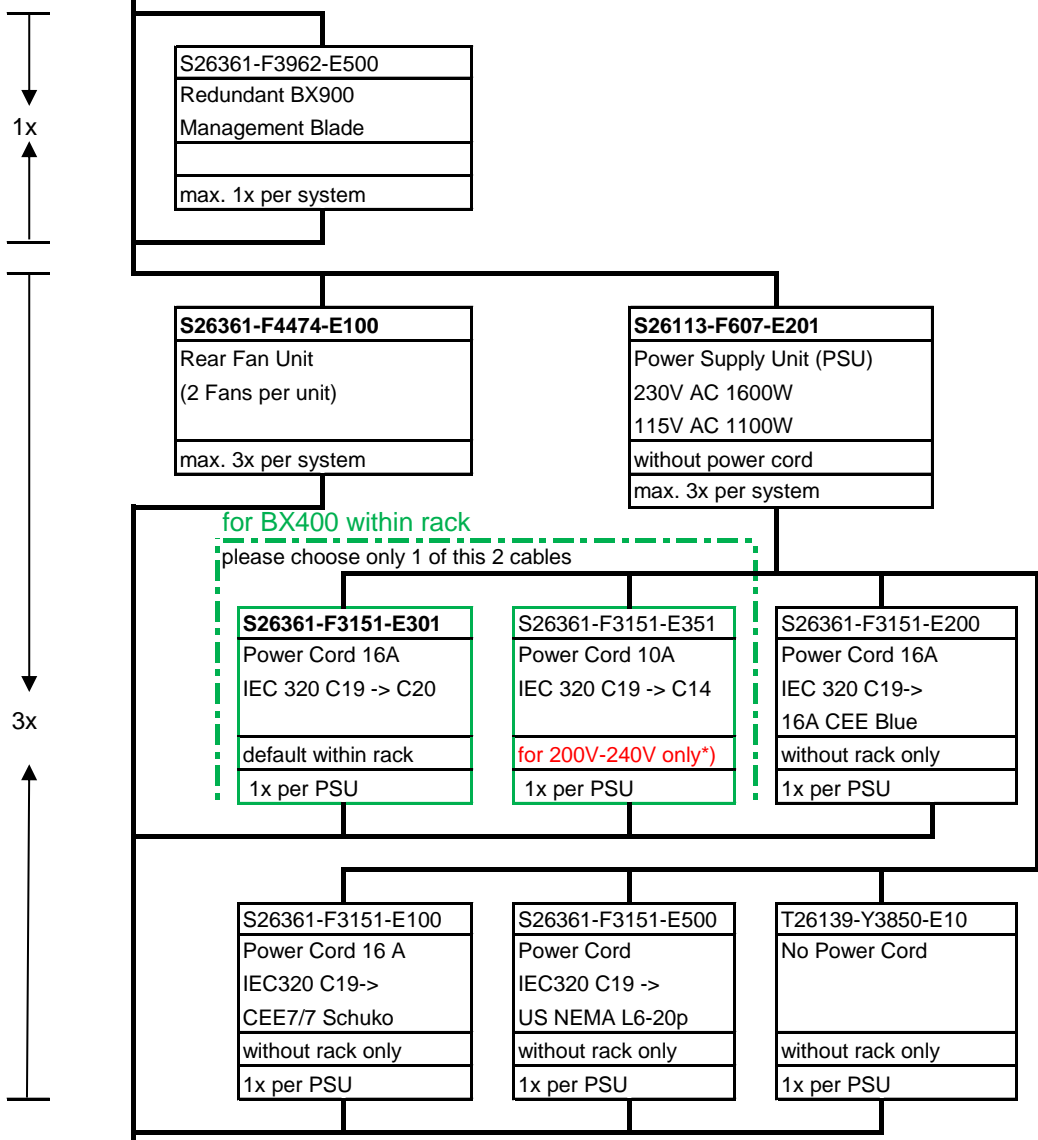 S26361-F3962-E500
Redundant BX900
Management Blade
max. 1x per system
1x
S26361-F4474-E100
Rear Fan Unit
(2 Fans per unit)
max. 3x per system
S26113-F607-E201
Power Supply Unit (PSU)
230V AC 1600W
115V AC 1100W
without power cord
max. 3x per system
for BX400 within rack
please choose only 1 of this 2 cables
S26361-F3151-E301
Power Cord 16A
IEC 320 C19 -> C20
default within rack
1x per PSU
S26361-F3151-E351
Power Cord 10A
IEC 320 C19 -> C14
for 200V-240V only*)
1x per PSU
S26361-F3151-E200
Power Cord 16A
IEC 320 C19->
16A CEE Blue
without rack only
1x per PSU
3x
S26361-F3151-E100
Power Cord 16 A
IEC320 C19->
CEE7/7 Schuko
without rack only
1x per PSU
S26361-F3151-E500
Power Cord
IEC320 C19 ->
US NEMA L6-20p
without rack only
1x per PSU
T26139-Y3850-E10
No Power Cord
without rack only
1x per PSU